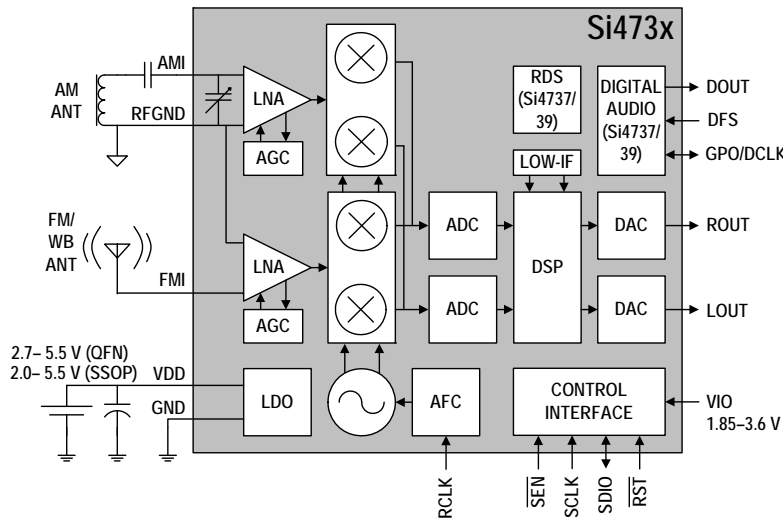 Si473x
AMI
AM
ANT
RFGND
LNA
AGC
RDS
(Si4737/
39)
DIGITAL
AUDIO
(Si4737/
39)
DOUT
DFS
GPO/DCLK
LOW-IF
FM/
WB
ANT
FMI
LNA
AGC
ADC
ADC
DSP
DAC
DAC
ROUT
LOUT
2.7– 5.5 V (QFN)
2.0– 5.5 V (SSOP)
VDD
GND
LDO
AFC
CONTROL
INTERFACE
VIO
1.85–3.6 V
RCLK
SEN
SCLK
SDIO
RST